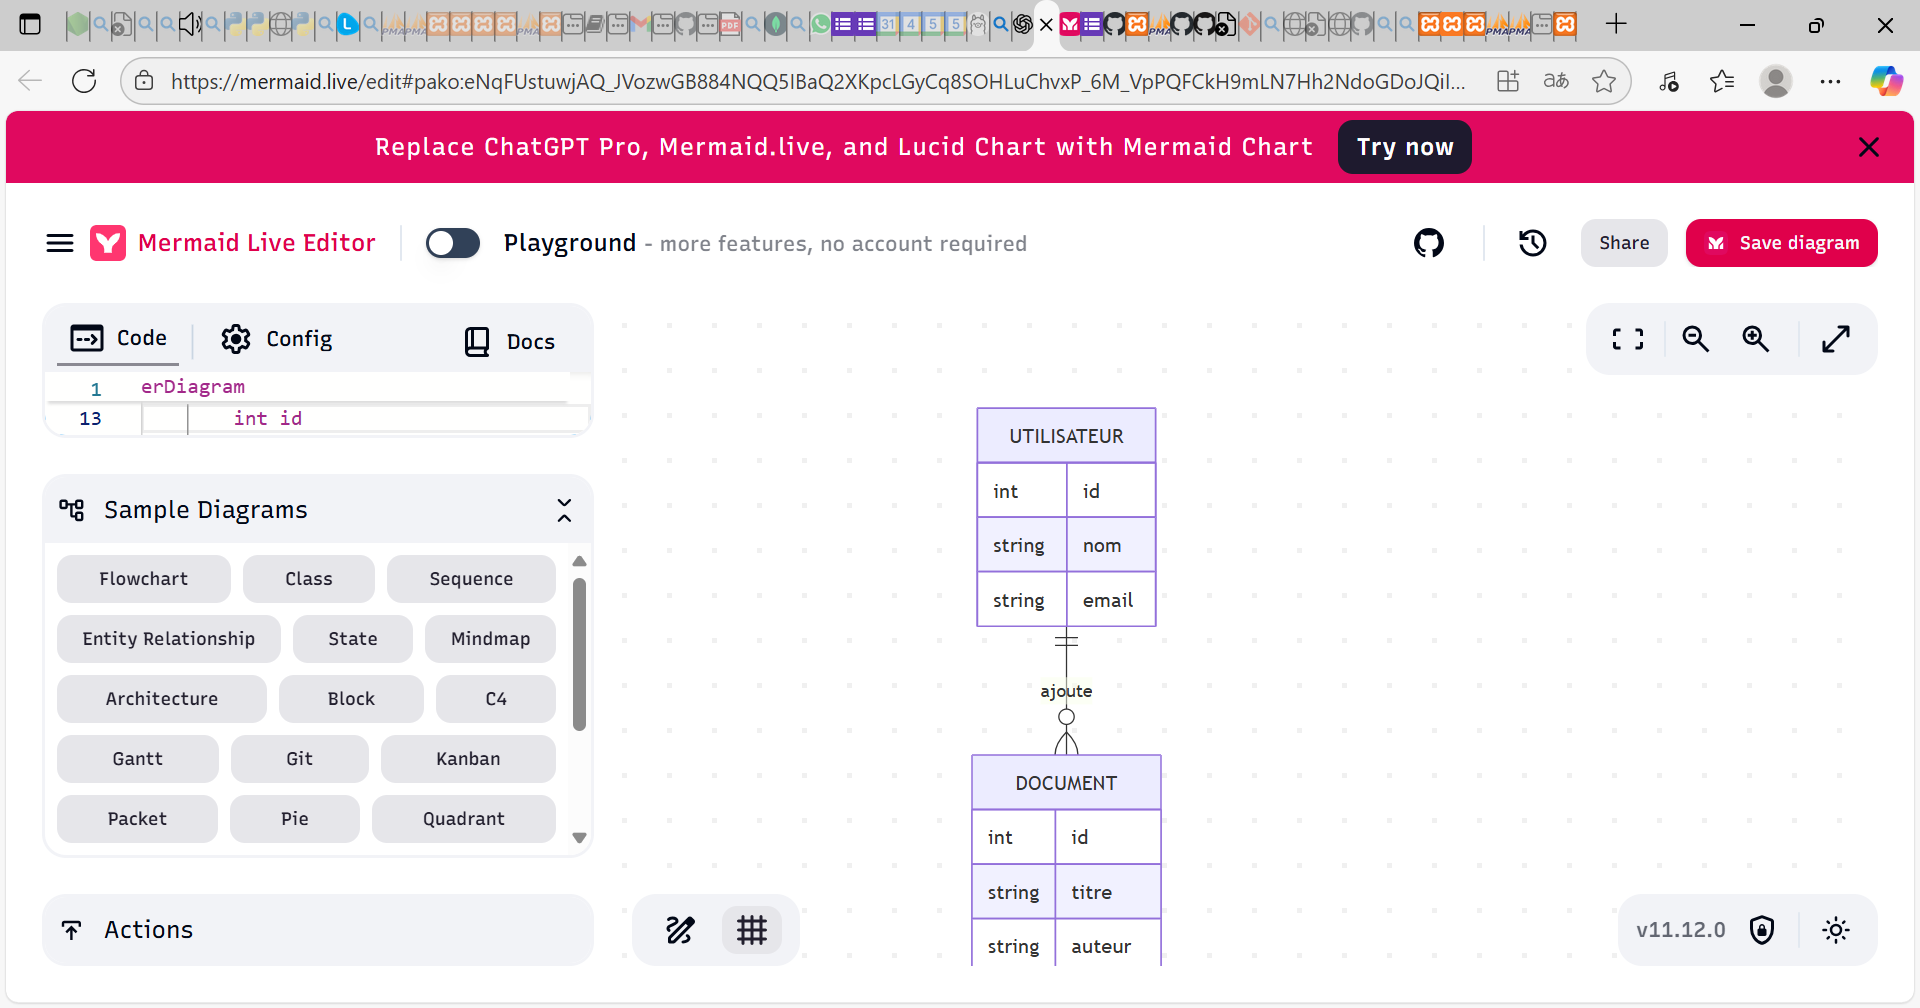 https://mermaid.live/edit#pako:eNqFUstuwjAQ_JVozwGB884NQQ5IBaQ2XKpcLGyCq8SOHLuChvxP_6M_VpPQFCkH9mLN7Hh2NdoGDoJQiI...
Replace ChatGPT Pro, Mermaid.live, and Lucid Chart with Mermaid Chart
Try now
Mermaid Live Editor
Playground - more features, no account required
Share
Save diagram
Code
Config
Docs
1 erDiagram
13 int id
Sample Diagrams
Flowchart
Class
Sequence
Entity Relationship
State
Mindmap
Architecture
Block
C4
Gantt
Git
Kanban
Packet
Pie
Quadrant
Actions
UTILISATEUR
int id
string nom
string email
ajoute
DOCUMENT
int id
string titre
string auteur
v11.12.0